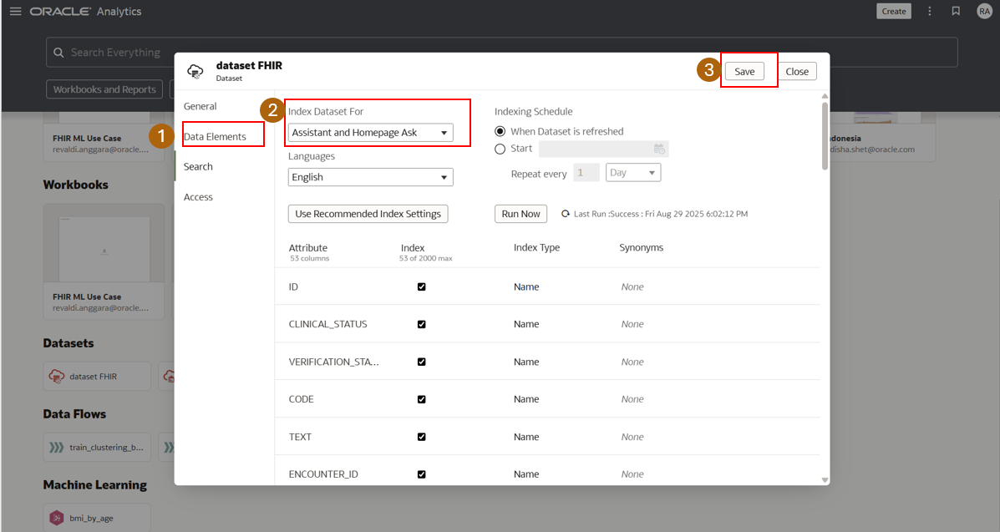 ORACLE Analytics
Create
RA
Search Everything
Workbooks and Reports
FHIR ML Use Case
revaldi.anggara@oracle....
ndonesia
disha.shet@oracle.com
Workbooks
FHIR ML Use Case
revaldi.anggara@oracle....
Datasets
dataset FHIR
Data Flows
train_clustering_b...
Machine Learning
bmi_by_age
dataset FHIR
Dataset
3
Save
Close
General
1
Data Elements
Search
Access
2
Index Dataset For
Assistant and Homepage Ask
Languages
English
Indexing Schedule
When Dataset is refreshed
Start
Repeat every 1 Day
Use Recommended Index Settings
Run Now
Last Run :Success : Fri Aug 29 2025 6:02:12 PM
Attribute Index Index Type Synonyms
53 columns 53 of 2000 max
ID Name None
CLINICAL_STATUS Name None
VERIFICATION_STA... Name None
CODE Name None
TEXT Name None
ENCOUNTER_ID Name None